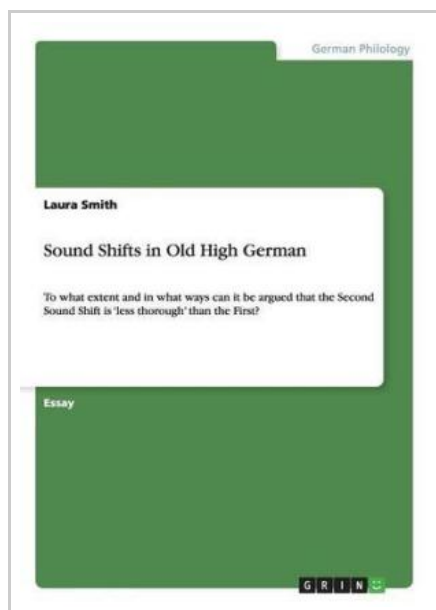 German Philology
Laura Smith
Sound Shifts in Old High German
To what extent and in what ways can it be argued that the Second
Sound Shift is 'less thorough' than the First?
Essay
GRIN